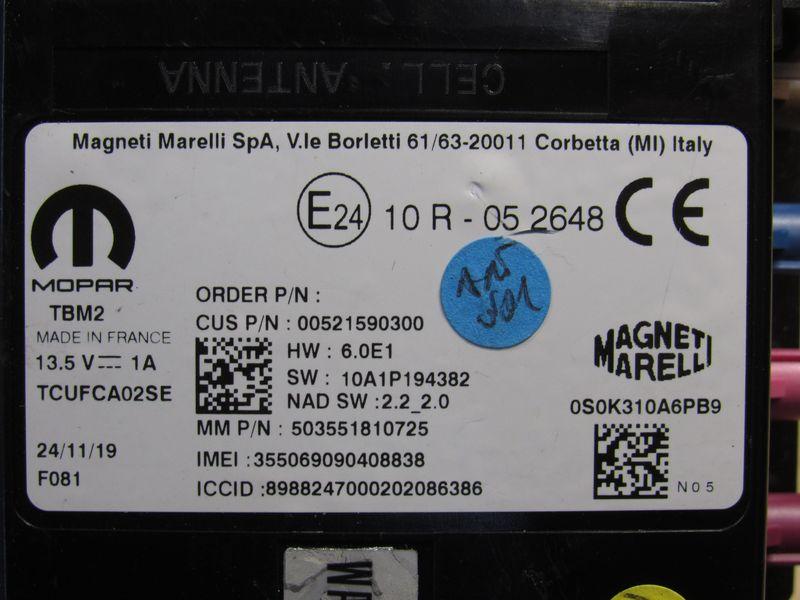 CELL. ANTENNA
Magneti Marelli SpA, V.le Borletti 61/63-20011 Corbetta (MI) Italy
E24 10 R - 05 2648 CE
MOPAR
TBM2
MADE IN FRANCE
13.5 V⎓ 1A
TCUFCA02SE
24/11/19
F081
ORDER P/N :
CUS P/N : 00521590300
HW : 6.0E1
SW : 10A1P194382
NAD SW :2.2_2.0
MM P/N : 503551810725
IMEI :355069090408838
ICCID :8988247000202086386
MAGNETI
MARELLI
0S0K310A6PB9
N05